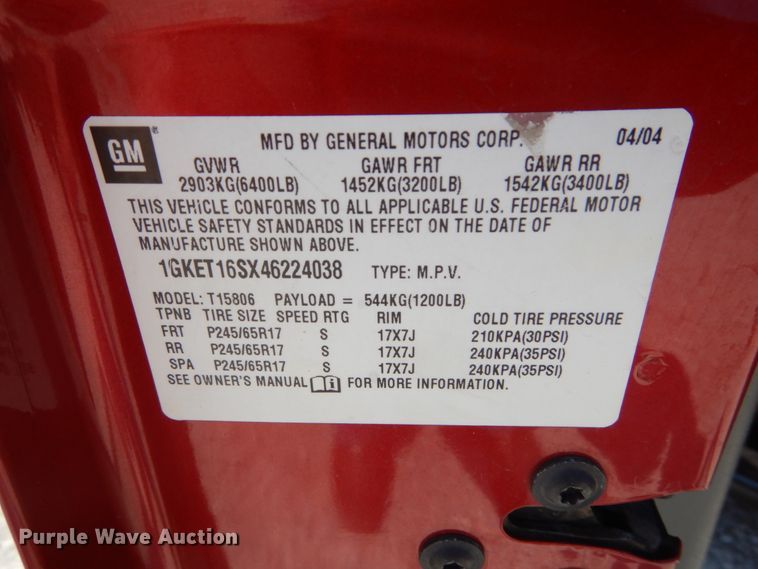 GM ® MFD BY GENERAL MOTORS CORP. 04/04
GVWR GAWR FRT GAWR RR
2903KG(6400LB) 1452KG(3200LB) 1542KG(3400LB)
THIS VEHICLE CONFORMS TO ALL APPLICABLE U.S. FEDERAL MOTOR
VEHICLE SAFETY STANDARDS IN EFFECT ON THE DATE OF
MANUFACTURE SHOWN ABOVE.
1GKET16SX46224038 TYPE: M.P.V.
MODEL: T15806 PAYLOAD = 544KG(1200LB)
TPNB TIRE SIZE SPEED RTG RIM COLD TIRE PRESSURE
FRT P245/65R17 S 17X7J 210KPA(30PSI)
RR P245/65R17 S 17X7J 240KPA(35PSI)
SPA P245/65R17 S 17X7J 240KPA(35PSI)
SEE OWNER'S MANUAL FOR MORE INFORMATION.
Purple Wave Auction